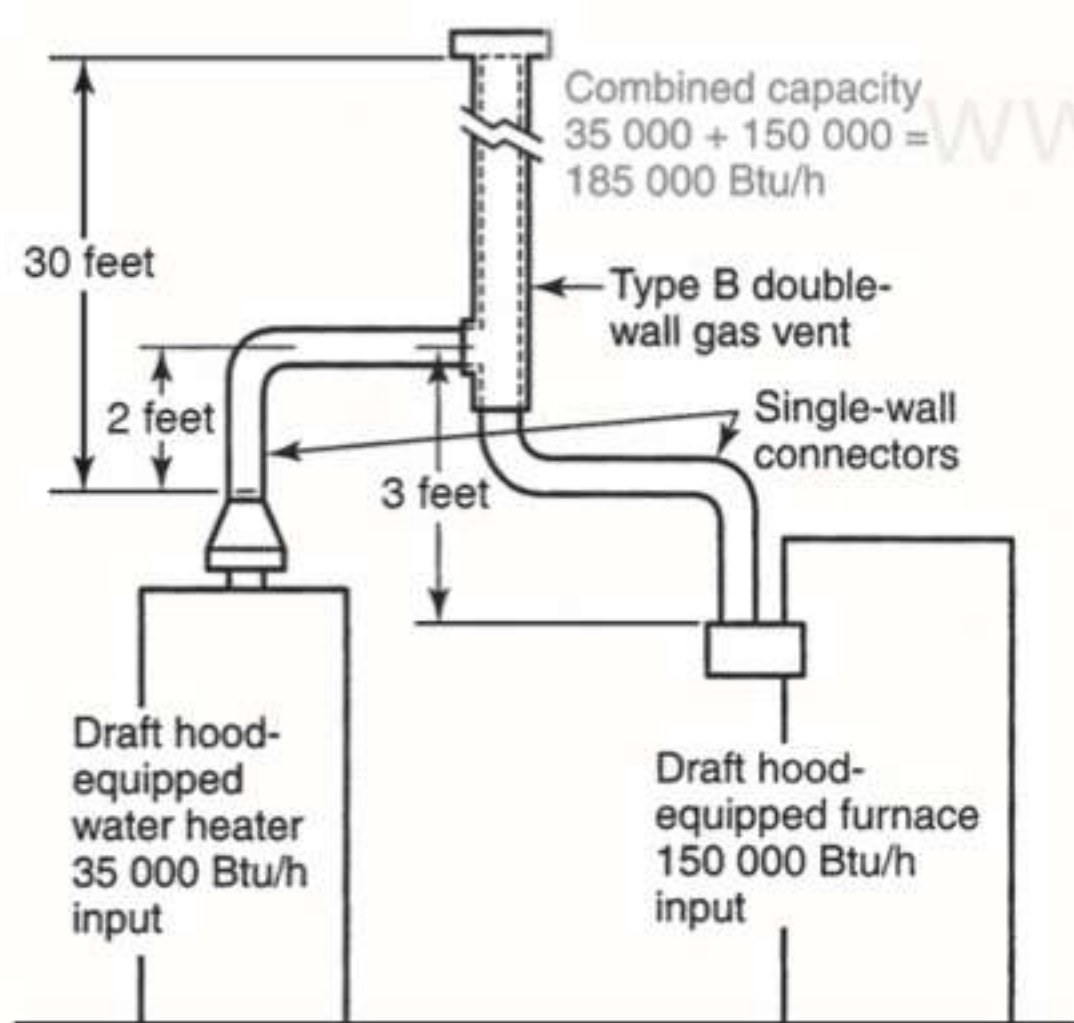 Combined capacity
35 000 + 150 000 =
185 000 Btu/h
30 feet
Type B double-
wall gas vent
2 feet
Single-wall
connectors
3 feet
Draft hood-
equipped
water heater
35 000 Btu/h
input
Draft hood-
equipped furnace
150 000 Btu/h
input